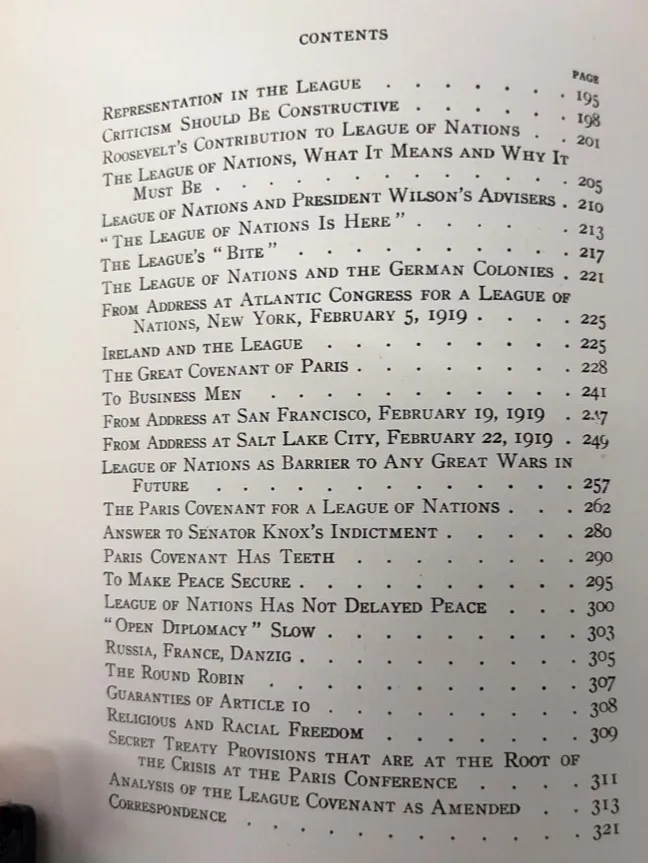 CONTENTS
PAGE
REPRESENTATION IN THE LEAGUE . . . . . . . 195
CRITICISM SHOULD BE CONSTRUCTIVE . . . . . . 198
ROOSEVELT'S CONTRIBUTION TO LEAGUE OF NATIONS . . 201
THE LEAGUE OF NATIONS, WHAT IT MEANS AND WHY IT
MUST BE . . . . . . . . . . . . 205
LEAGUE OF NATIONS AND PRESIDENT WILSON'S ADVISERS . 210
"THE LEAGUE OF NATIONS IS HERE" . . . . . 213
THE LEAGUE'S "BITE" . . . . . . . . . . 217
THE LEAGUE OF NATIONS AND THE GERMAN COLONIES . 221
FROM ADDRESS AT ATLANTIC CONGRESS FOR A LEAGUE OF
NATIONS, NEW YORK, FEBRUARY 5, 1919 . . . . 225
IRELAND AND THE LEAGUE . . . . . . . . . 225
THE GREAT COVENANT OF PARIS . . . . . . . . 228
TO BUSINESS MEN . . . . . . . . . . . 241
FROM ADDRESS AT SAN FRANCISCO, FEBRUARY 19, 1919 .
FROM ADDRESS AT SALT LAKE CITY, FEBRUARY 22, 1919 . 249
LEAGUE OF NATIONS AS BARRIER TO ANY GREAT WARS IN
FUTURE . . . . . . . . . . . . . 257
THE PARIS COVENANT FOR A LEAGUE OF NATIONS . . . 262
ANSWER TO SENATOR KNOX'S INDICTMENT . . . . . 280
PARIS COVENANT HAS TEETH . . . . . . . . 290
TO MAKE PEACE SECURE . . . . . . . . . . 295
LEAGUE OF NATIONS HAS NOT DELAYED PEACE . . . 300
"OPEN DIPLOMACY" SLOW . . . . . . . . . 303
RUSSIA, FRANCE, DANZIG . . . . . . . . . . 305
THE ROUND ROBIN . . . . . . . . . . . 307
GUARANTIES OF ARTICLE 10 . . . . . . . . . 308
RELIGIOUS AND RACIAL FREEDOM . . . . . . . 309
SECRET TREATY PROVISIONS THAT ARE AT THE ROOT OF
THE CRISIS AT THE PARIS CONFERENCE . . . . 311
ANALYSIS OF THE LEAGUE COVENANT AS AMENDED . . 313
CORRESPONDENCE . . . . . . . . . . . 321